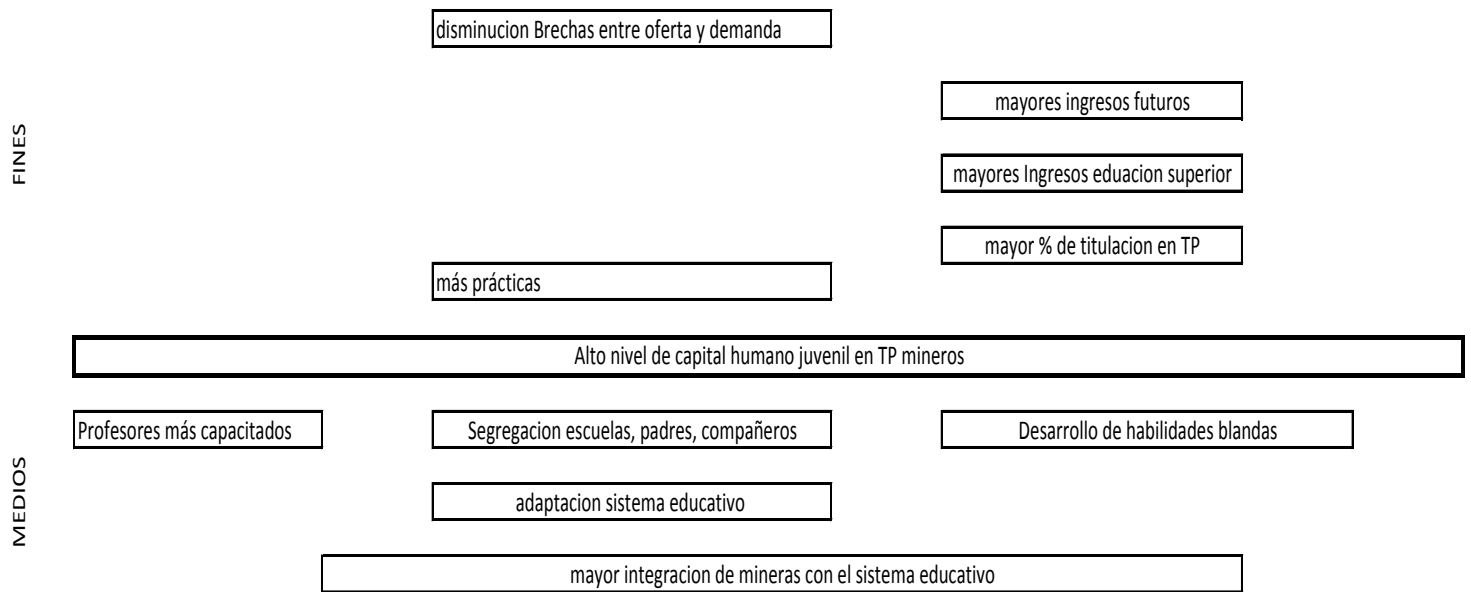 FINES
disminucion Brechas entre oferta y demanda
mayores ingresos futuros
mayores Ingresos eduacion superior
mayor % de titulacion en TP
más prácticas
Alto nivel de capital humano juvenil en TP mineros
MEDIOS
Profesores más capacitados
Segregacion escuelas, padres, compañeros
Desarrollo de habilidades blandas
adaptacion sistema educativo
mayor integracion de mineras con el sistema educativo